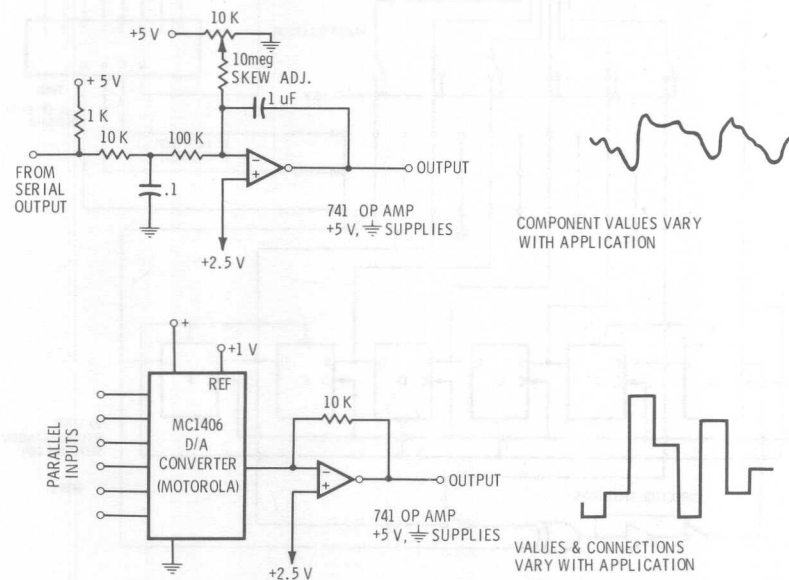 10 K
+5 V
10meg
SKEW ADJ.
+ 5 V
1 uF
1 K
10 K
100 K
−
+
OUTPUT
FROM
SERIAL
OUTPUT
.1
741 OP AMP
+5 V, SUPPLIES
+2.5 V
COMPONENT VALUES VARY
WITH APPLICATION
+
+1 V
REF
MC1406
D/A
CONVERTER
(MOTOROLA)
PARALLEL
INPUTS
10 K
−
+
OUTPUT
741 OP AMP
+5 V, SUPPLIES
+2.5 V
VALUES & CONNECTIONS
VARY WITH APPLICATION